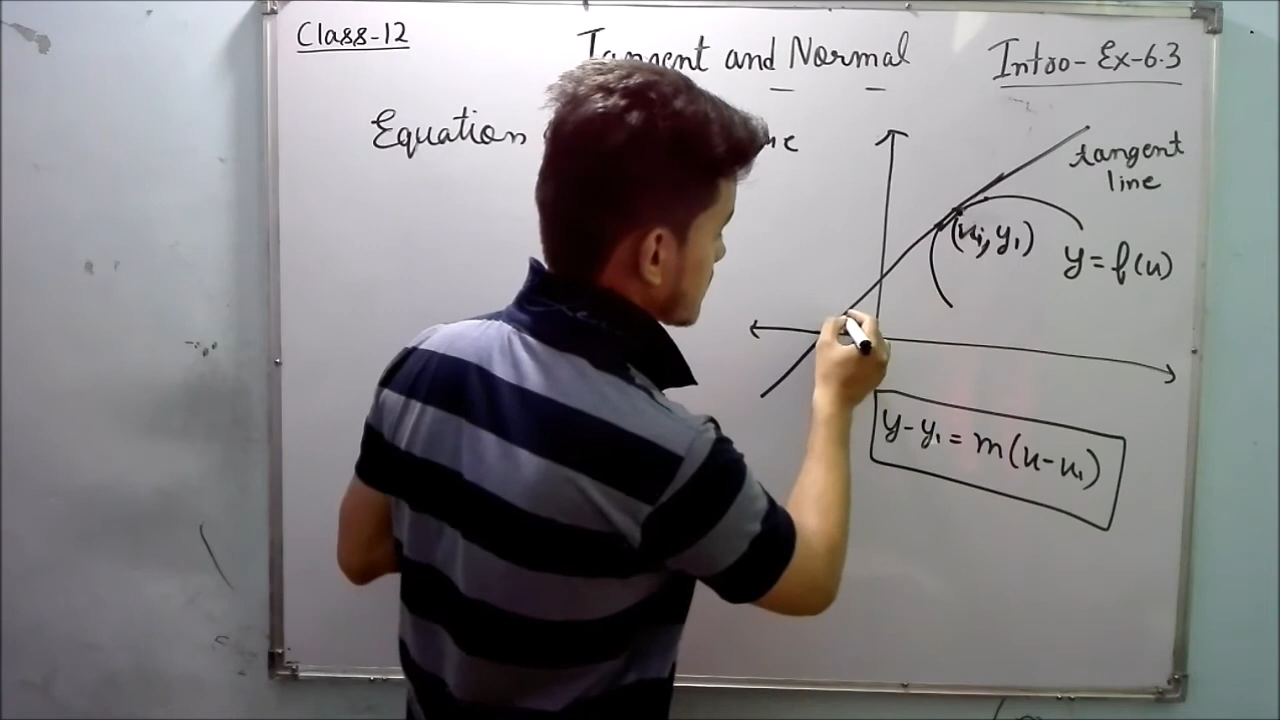 Class-12
Tangent and Normal
Intro- Ex-6.3
Equation
tangent
line
(x₁, y₁)
y = f(x)
y - y₁ = m(x - x₁)